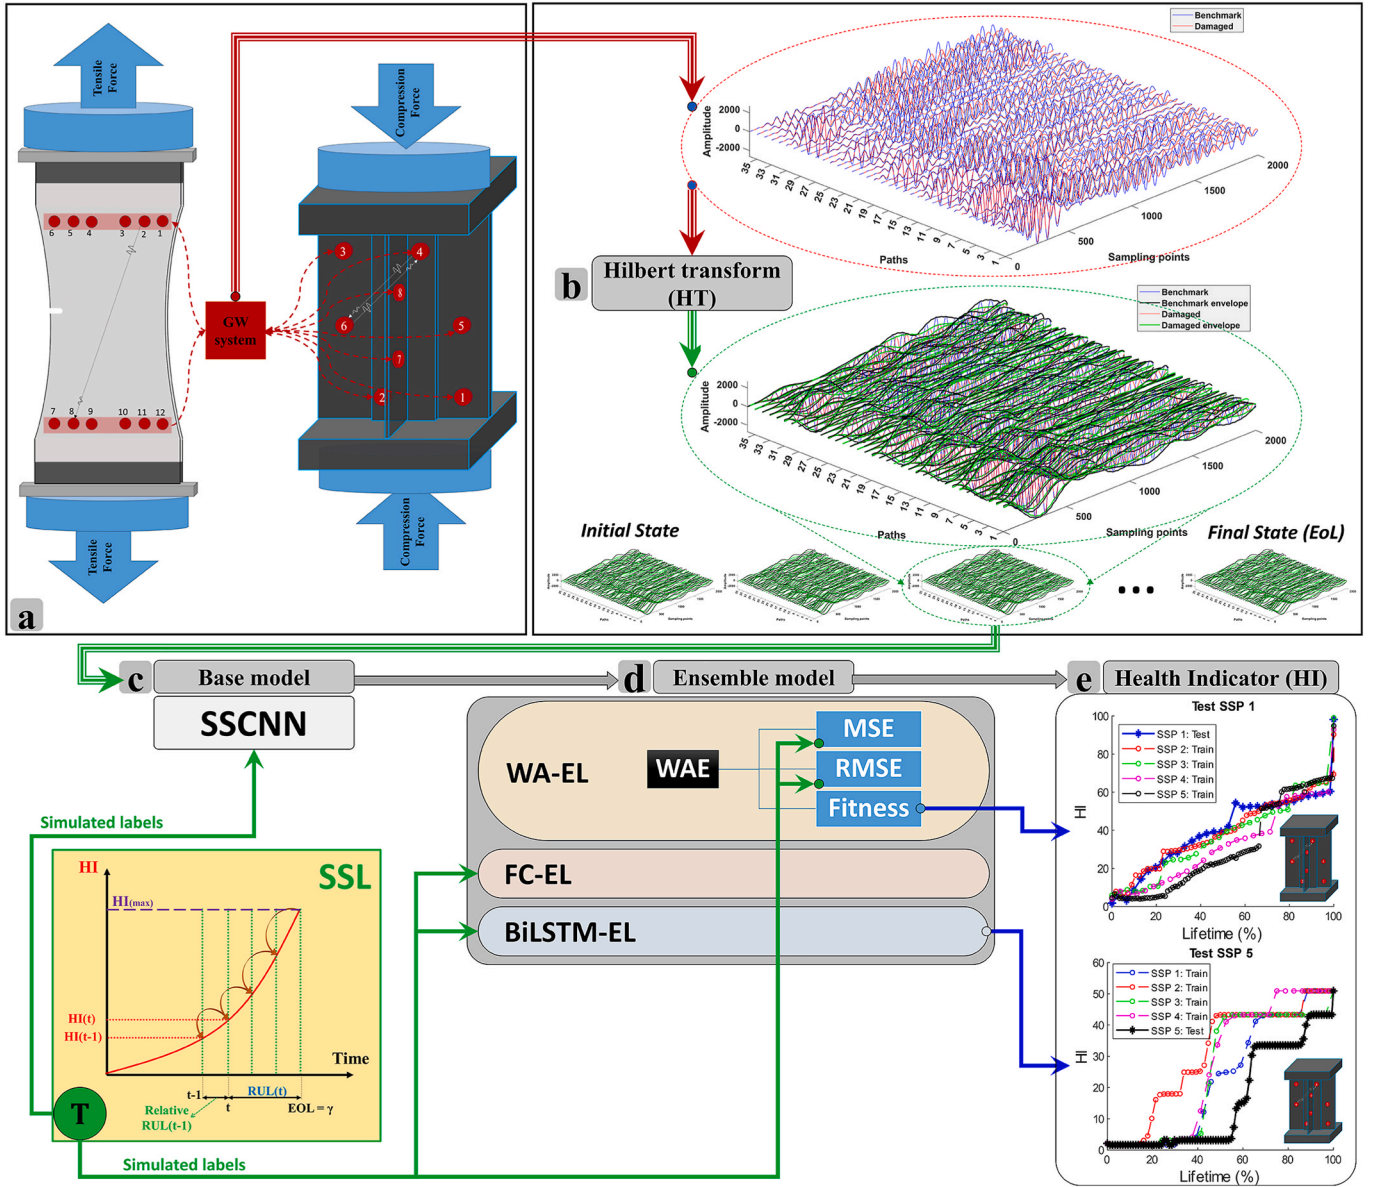 Tensile
Force
Compression
Force
6 5 4 3 2 1
3
4
8
6
5
7
2
1
GW
system
7 8 9 10 11 12
Tensile
Force
Compression
Force
a
Benchmark
Damaged
Amplitude
2000
0
-2000
35 33 31 29 27 25 23 21 19 17 15 13 11 9 7 5 3 1
Paths
0
500
1000
1500
2000
Sampling points
b
Hilbert transform
(HT)
Benchmark
Benchmark envelope
Damaged
Damaged envelope
Amplitude
2000
0
-2000
35 33 31 29 27 25 23 21 19 17 15 13 11 9 7 5 3 1
Paths
0
500
1000
1500
2000
Sampling points
Initial State
Final State (EoL)
...
c
Base model
d
Ensemble model
e
Health Indicator (HI)
SSCNN
WA-EL
WAE
MSE
RMSE
Fitness
FC-EL
BiLSTM-EL
Simulated labels
SSL
HI
HI(max)
HI(t)
HI(t-1)
Time
t-1
t
RUL(t)
EOL = γ
Relative
RUL(t-1)
T
Simulated labels
Test SSP 1
SSP 1: Test
SSP 2: Train
SSP 3: Train
SSP 4: Train
SSP 5: Train
HI
100
80
60
40
20
0
0 20 40 60 80 100
Lifetime (%)
Test SSP 5
SSP 1: Train
SSP 2: Train
SSP 3: Train
SSP 4: Train
SSP 5: Test
HI
60
50
40
30
20
10
0
0 20 40 60 80 100
Lifetime (%)